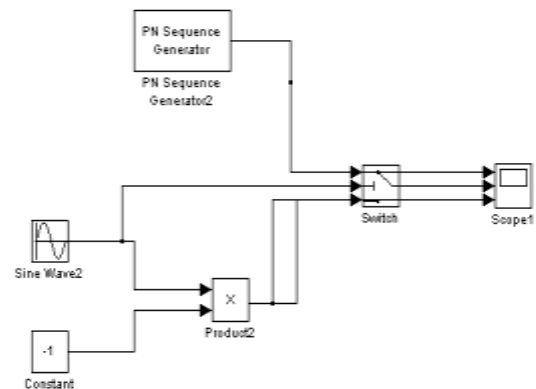 PN Sequence
Generator
PN Sequence
Generator2
Switch
Scope1
Sine Wave2
X
Product2
-1
Constant